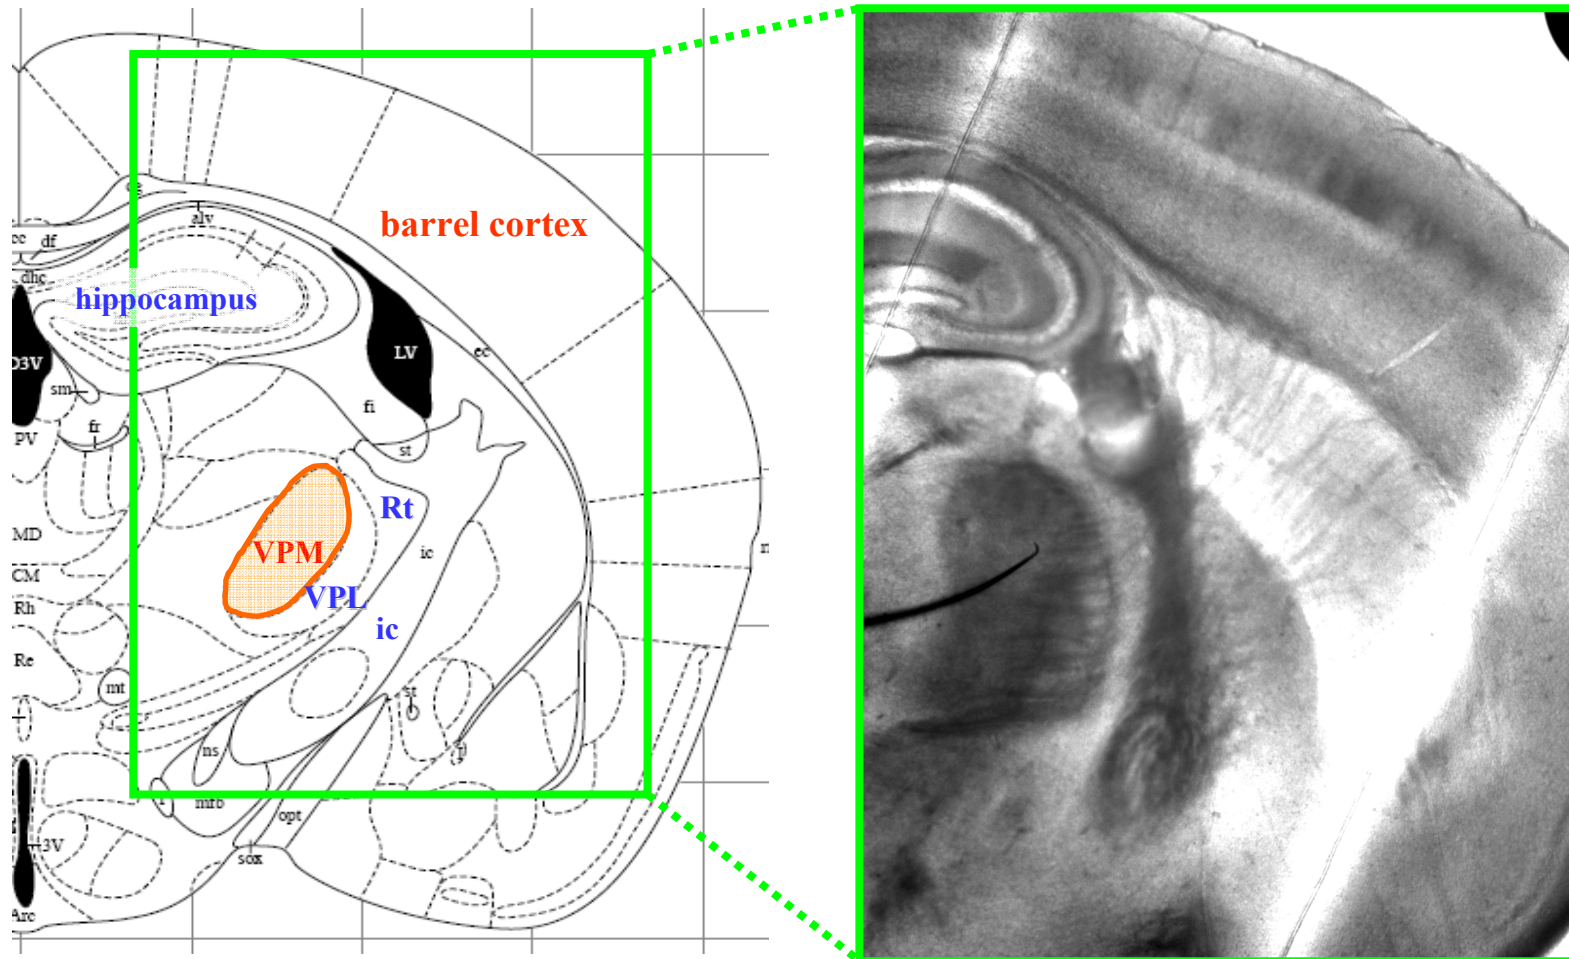 cg
alv
cc
df
barrel cortex
dhc
hippocampus
D3V
LV
ec
sm
fi
fr
PV
st
Rt
MD
VPM
ic
CM
VPL
Rh
ic
Re
mt
st
ns
mfb
opt
3V
sox
Arc